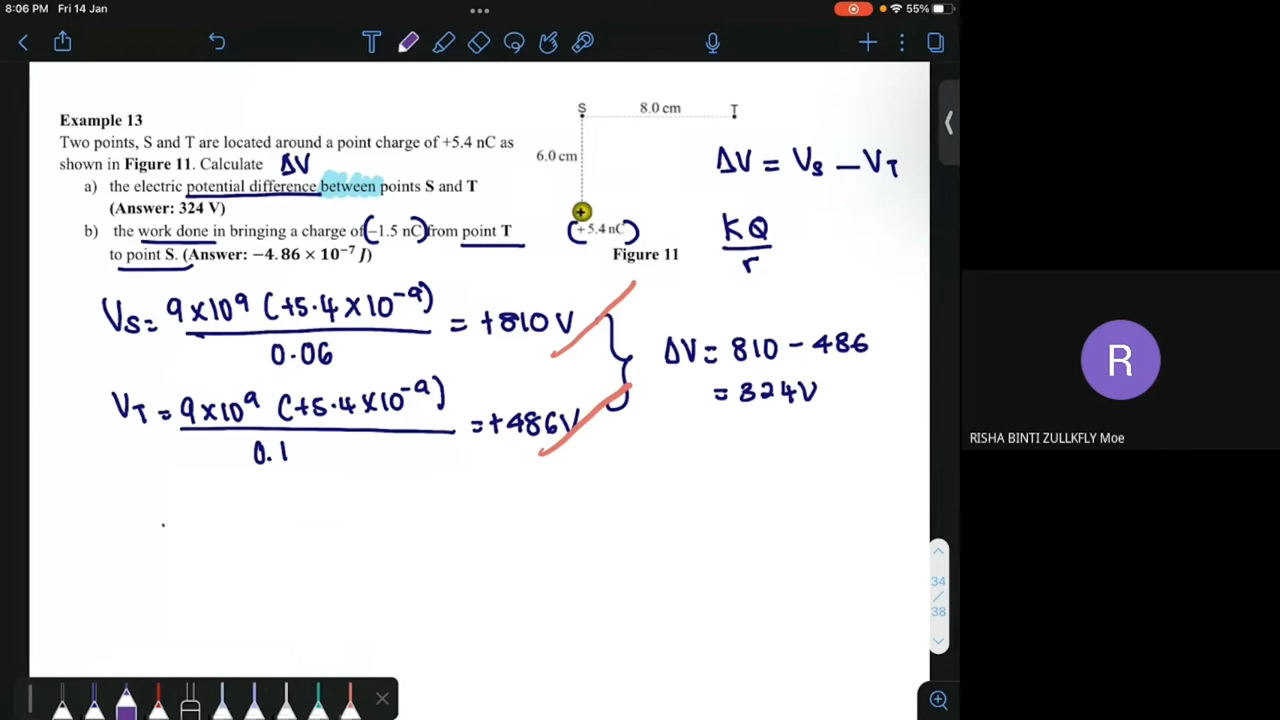 8:06 PM Fri 14 Jan
55%
Example 13
Two points, S and T are located around a point charge of +5.4 nC as
shown in Figure 11. Calculate ΔV
a) the electric potential difference between points S and T
(Answer: 324 V)
b) the work done in bringing a charge of (−1.5 nC) from point T
to point S. (Answer: −4.86 × 10⁻⁷ J)
S 8.0 cm T
6.0 cm
+
(+5.4 nC)
Figure 11
ΔV = Vs − VT
kQ
r
Vs = 9×10⁹ (+5.4×10⁻⁹) = +810V
0.06
VT = 9×10⁹ (+5.4×10⁻⁹) = +486V
0.1
ΔV = 810 − 486
= 324V
34
/
38
R
RISHA BINTI ZULLKFLY Moe